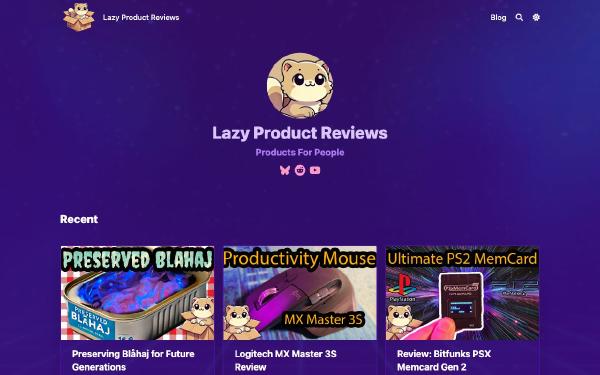 Lazy Product Reviews
Blog
Lazy Product Reviews
Products For People
Recent
PRESERVED BLAHAJ
PRESERVED
BLÅHAJ
Productivity Mouse
MX Master 3S
Ultimate PS2 MemCard
PlayStation
PSxMemCard
Preserving Blåhaj for Future
Generations
Logitech MX Master 3S
Review
Review: Bitfunks PSX
Memcard Gen 2